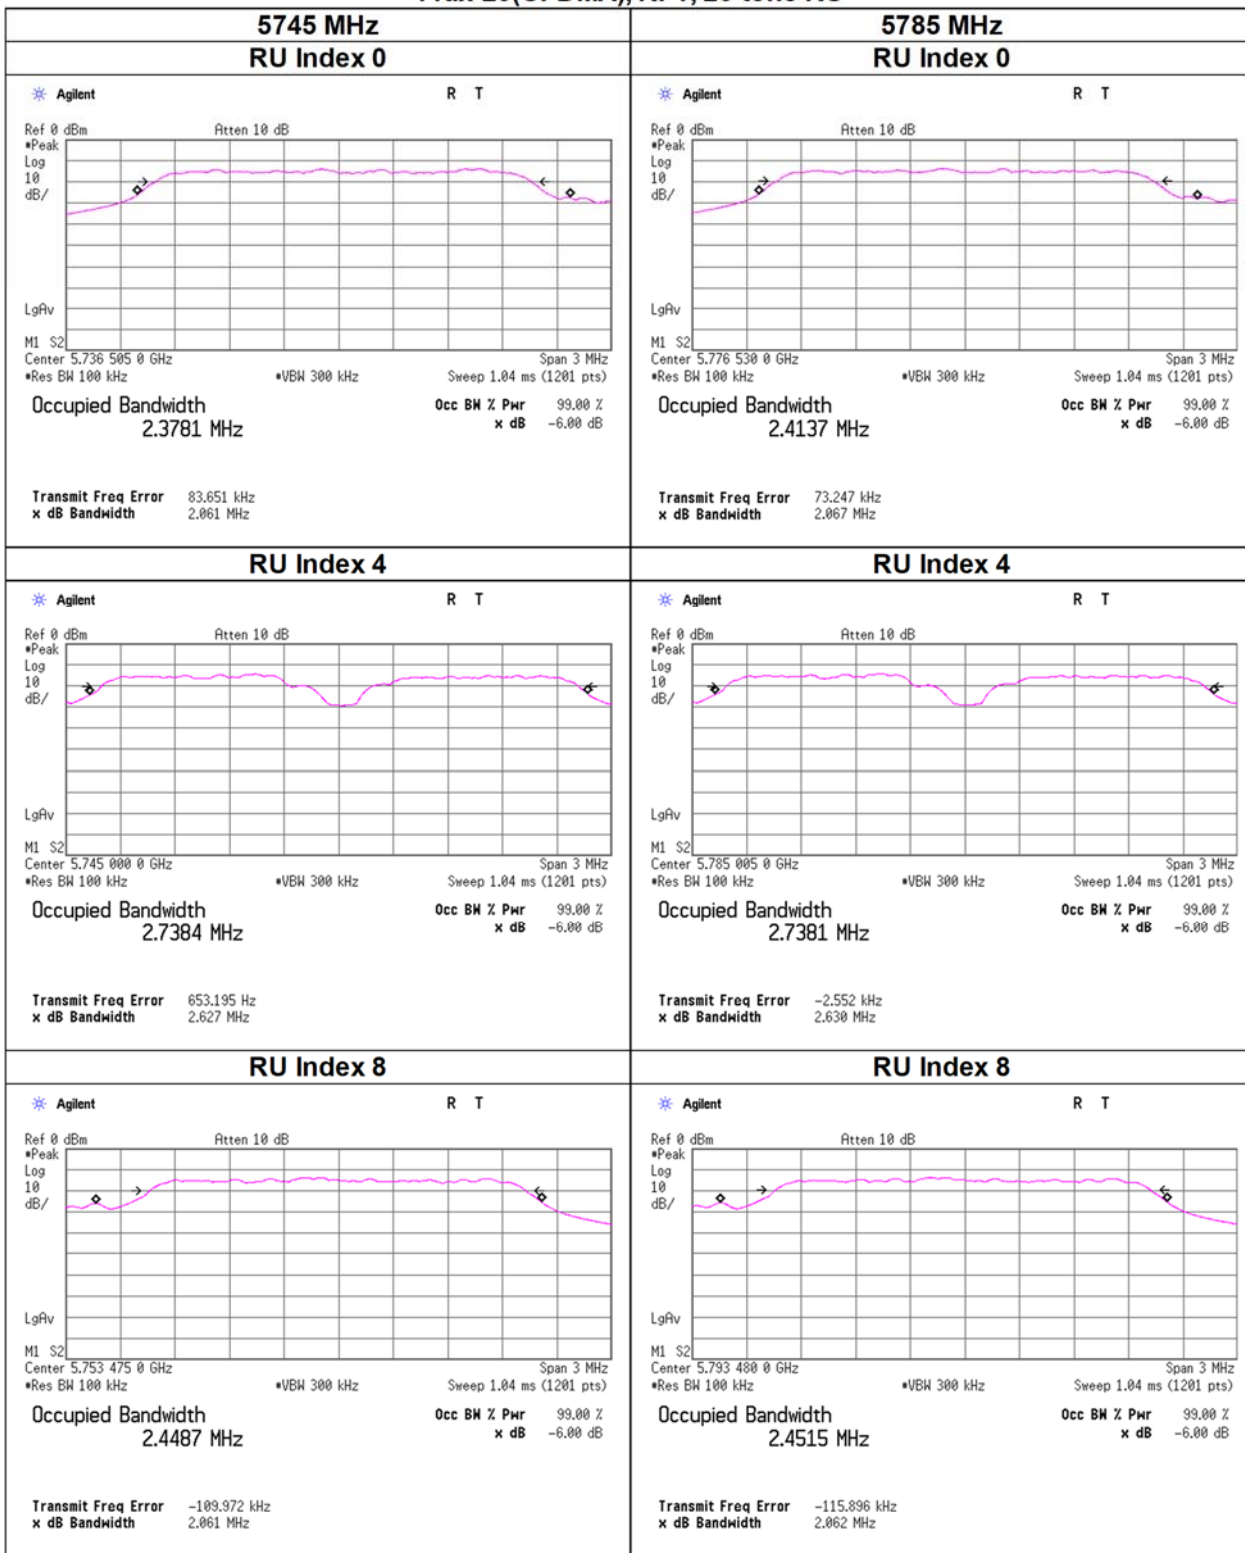 5745 MHz 5785 MHz
RU Index 0 RU Index 0
Agilent R T
Ref 0 dBm Atten 10 dB
#Peak
Log
10
dB/
LgAv
M1 S2
Center 5.736 505 0 GHz Span 3 MHz
#Res BW 100 kHz #VBW 300 kHz Sweep 1.04 ms (1201 pts)
Occupied Bandwidth Occ BW % Pwr 99.00 %
2.3781 MHz x dB -6.00 dB
Transmit Freq Error 83.651 kHz
x dB Bandwidth 2.061 MHz
Agilent R T
Ref 0 dBm Atten 10 dB
#Peak
Log
10
dB/
LgAv
M1 S2
Center 5.776 530 0 GHz Span 3 MHz
#Res BW 100 kHz #VBW 300 kHz Sweep 1.04 ms (1201 pts)
Occupied Bandwidth Occ BW % Pwr 99.00 %
2.4137 MHz x dB -6.00 dB
Transmit Freq Error 73.247 kHz
x dB Bandwidth 2.067 MHz
RU Index 4 RU Index 4
Agilent R T
Ref 0 dBm Atten 10 dB
#Peak
Log
10
dB/
LgAv
M1 S2
Center 5.745 000 0 GHz Span 3 MHz
#Res BW 100 kHz #VBW 300 kHz Sweep 1.04 ms (1201 pts)
Occupied Bandwidth Occ BW % Pwr 99.00 %
2.7384 MHz x dB -6.00 dB
Transmit Freq Error 653.195 Hz
x dB Bandwidth 2.627 MHz
Agilent R T
Ref 0 dBm Atten 10 dB
#Peak
Log
10
dB/
LgAv
M1 S2
Center 5.785 005 0 GHz Span 3 MHz
#Res BW 100 kHz #VBW 300 kHz Sweep 1.04 ms (1201 pts)
Occupied Bandwidth Occ BW % Pwr 99.00 %
2.7381 MHz x dB -6.00 dB
Transmit Freq Error -2.552 kHz
x dB Bandwidth 2.630 MHz
RU Index 8 RU Index 8
Agilent R T
Ref 0 dBm Atten 10 dB
#Peak
Log
10
dB/
LgAv
M1 S2
Center 5.753 475 0 GHz Span 3 MHz
#Res BW 100 kHz #VBW 300 kHz Sweep 1.04 ms (1201 pts)
Occupied Bandwidth Occ BW % Pwr 99.00 %
2.4487 MHz x dB -6.00 dB
Transmit Freq Error -109.972 kHz
x dB Bandwidth 2.061 MHz
Agilent R T
Ref 0 dBm Atten 10 dB
#Peak
Log
10
dB/
LgAv
M1 S2
Center 5.793 480 0 GHz Span 3 MHz
#Res BW 100 kHz #VBW 300 kHz Sweep 1.04 ms (1201 pts)
Occupied Bandwidth Occ BW % Pwr 99.00 %
2.4515 MHz x dB -6.00 dB
Transmit Freq Error -115.896 kHz
x dB Bandwidth 2.062 MHz